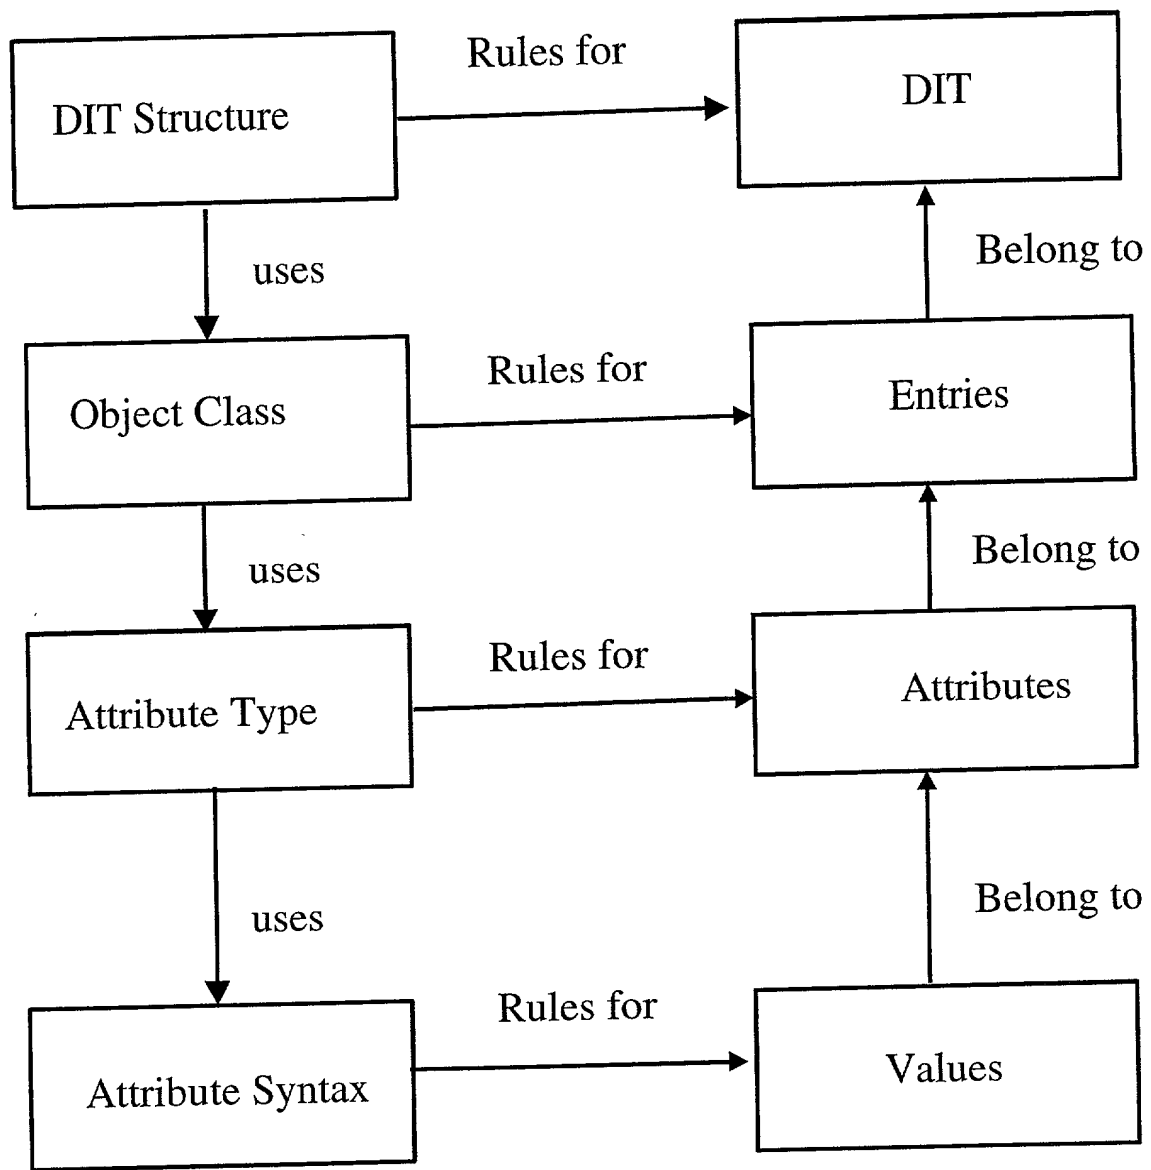 Rules for
DIT Structure
DIT
uses
Belong to
Rules for
Object Class
Entries
uses
Belong to
Rules for
Attribute Type
Attributes
uses
Belong to
Rules for
Attribute Syntax
Values